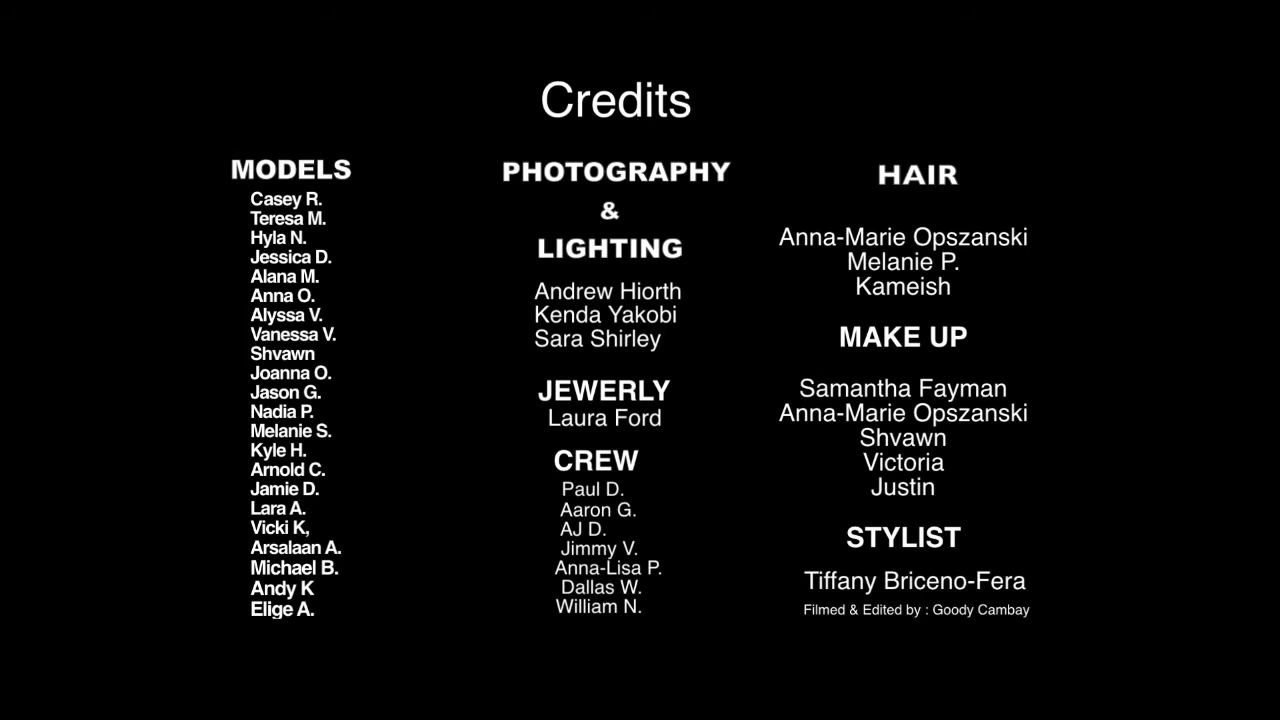 Credits
MODELS
Casey R.
Teresa M.
Hyla N.
Jessica D.
Alana M.
Anna O.
Alyssa V.
Vanessa V.
Shvawn
Joanna O.
Jason G.
Nadia P.
Melanie S.
Kyle H.
Arnold C.
Jamie D.
Lara A.
Vicki K,
Arsalaan A.
Michael B.
Andy K
Elige A.
PHOTOGRAPHY
&
LIGHTING
Andrew Hiorth
Kenda Yakobi
Sara Shirley
JEWERLY
Laura Ford
CREW
Paul D.
Aaron G.
AJ D.
Jimmy V.
Anna-Lisa P.
Dallas W.
William N.
HAIR
Anna-Marie Opszanski
Melanie P.
Kameish
MAKE UP
Samantha Fayman
Anna-Marie Opszanski
Shvawn
Victoria
Justin
STYLIST
Tiffany Briceno-Fera
Filmed & Edited by : Goody Cambay